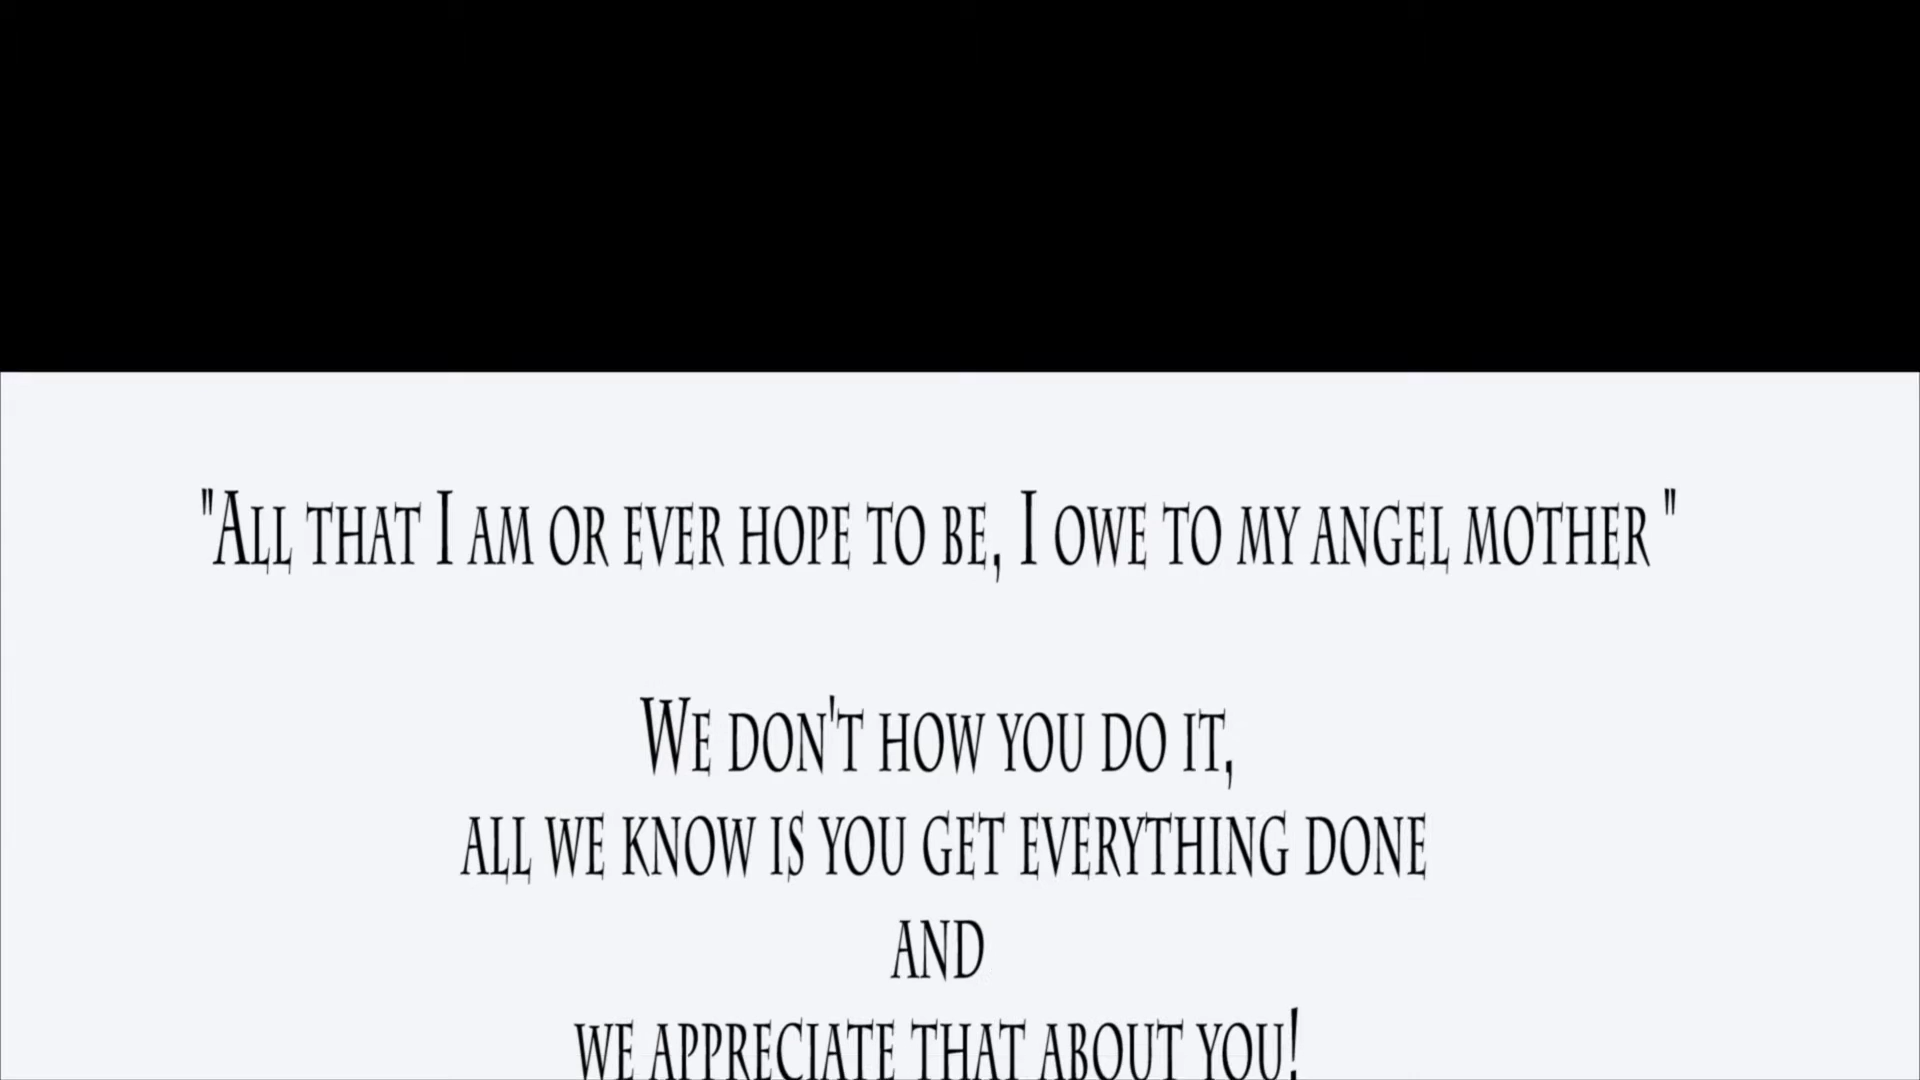 "All that I am or ever hope to be, I owe to my angel mother "
We don't how you do it,
all we know is you get everything done
and
we appreciate that about you!